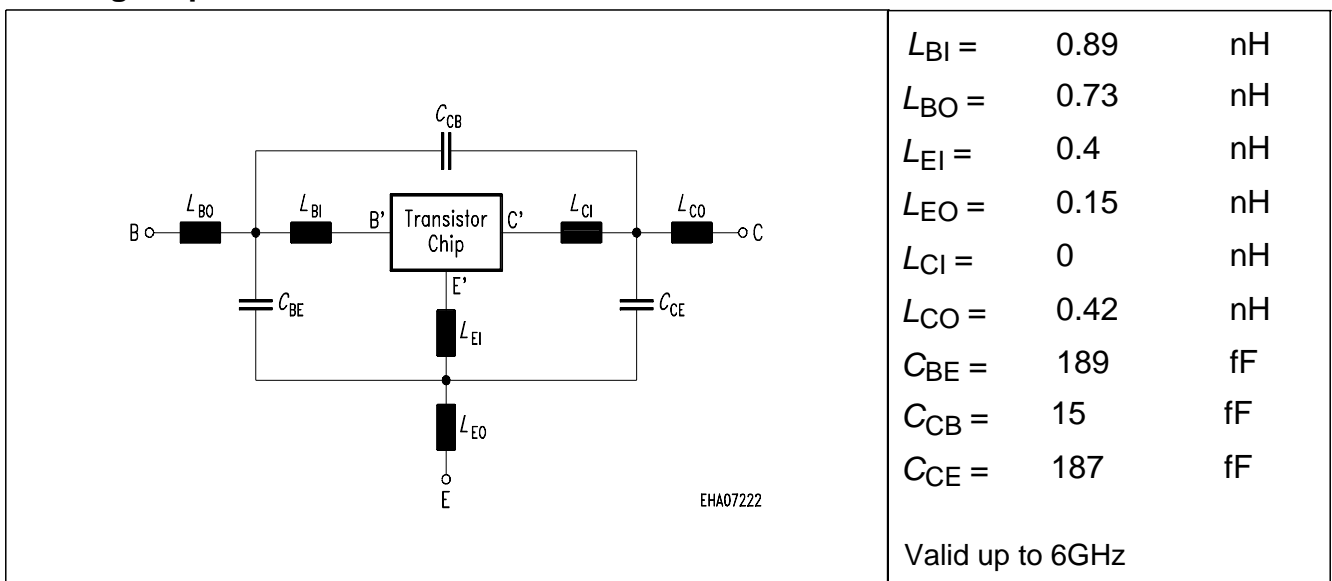 C_CB
L_BO
L_BI
B'
Transistor
Chip
C'
L_CI
L_CO
B
C
E'
C_BE
C_CE
L_EI
L_EO
E
EHA07222
L_BI = 0.89 nH
L_BO = 0.73 nH
L_EI = 0.4 nH
L_EO = 0.15 nH
L_CI = 0 nH
L_CO = 0.42 nH
C_BE = 189 fF
C_CB = 15 fF
C_CE = 187 fF
Valid up to 6GHz